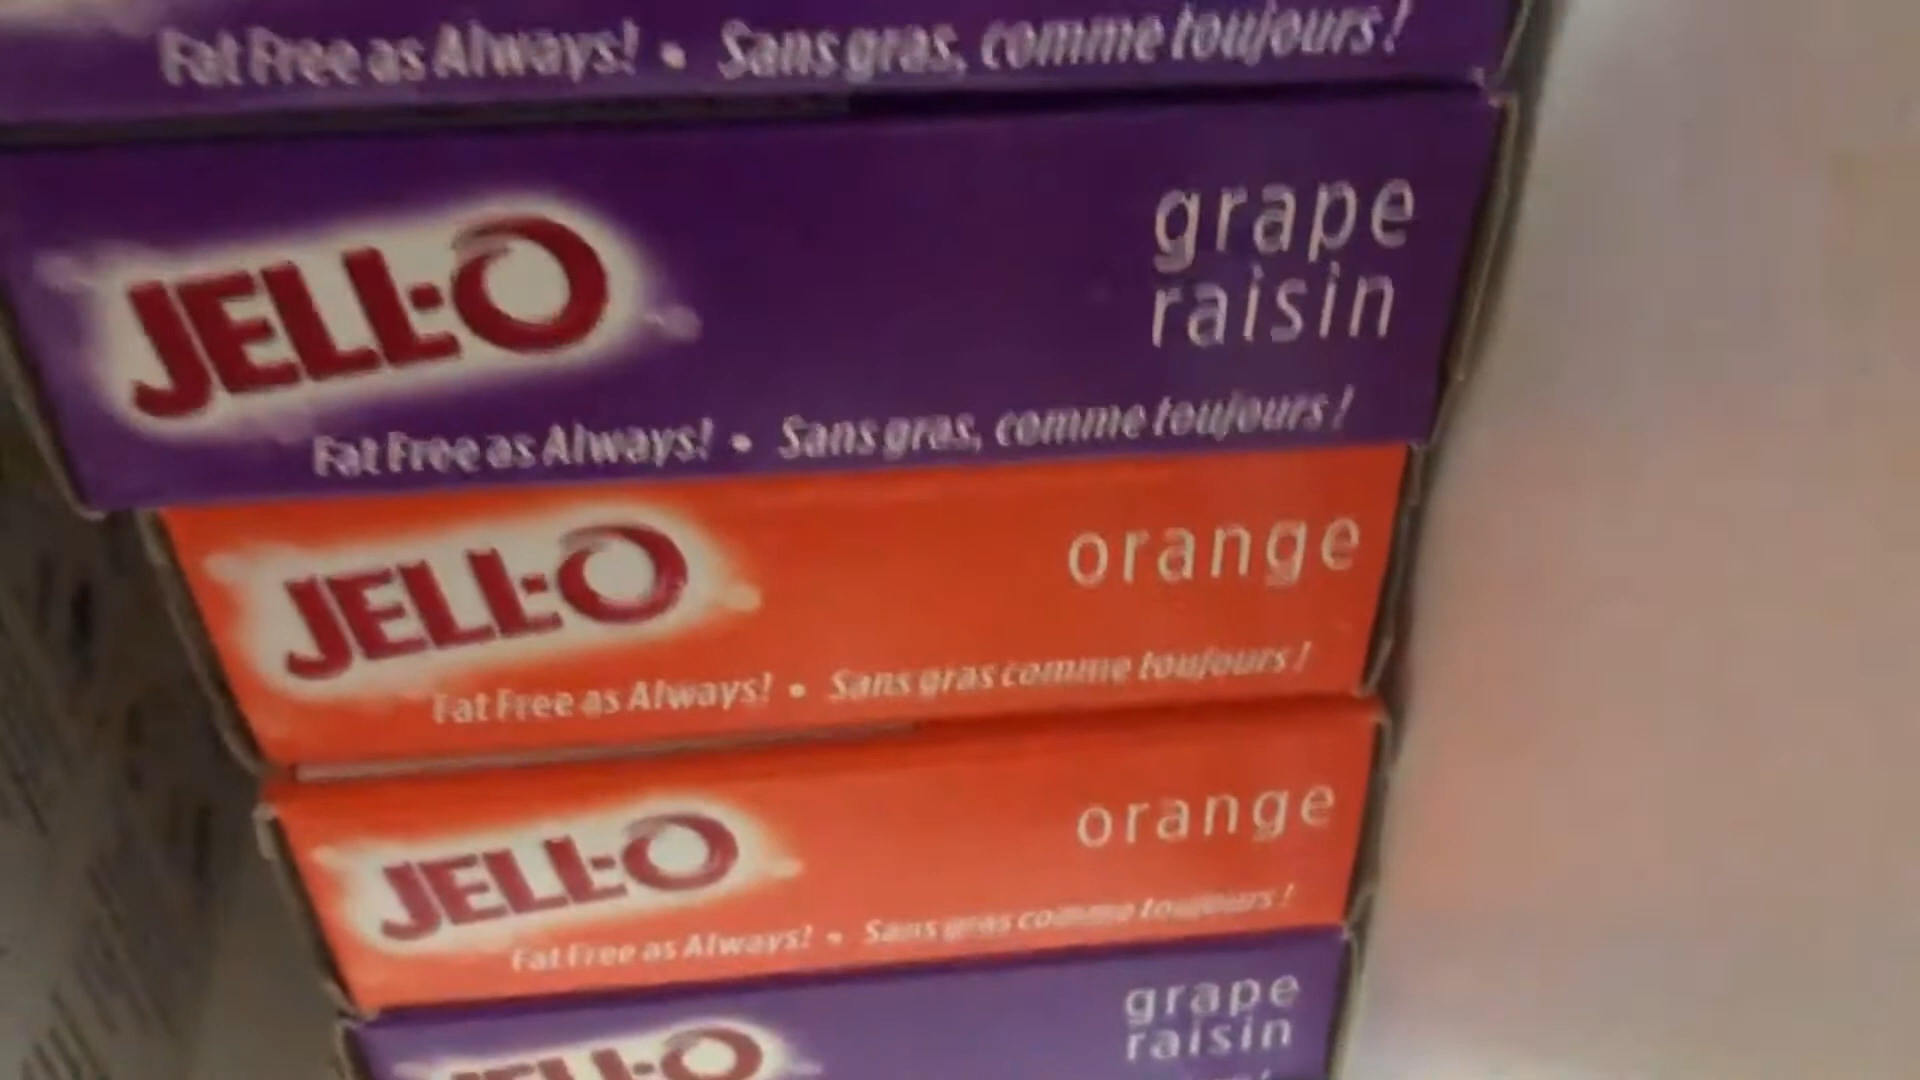 Fat Free as Always! • Sans gras, comme toujours!
JELL-O
grape
raisin
Fat Free as Always! • Sans gras, comme toujours!
JELL-O
orange
Fat Free as Always! • Sans gras comme toujours!
JELL-O
orange
Fat Free as Always! • Sans gras comme toujours!
JELL-O
grape
raisin